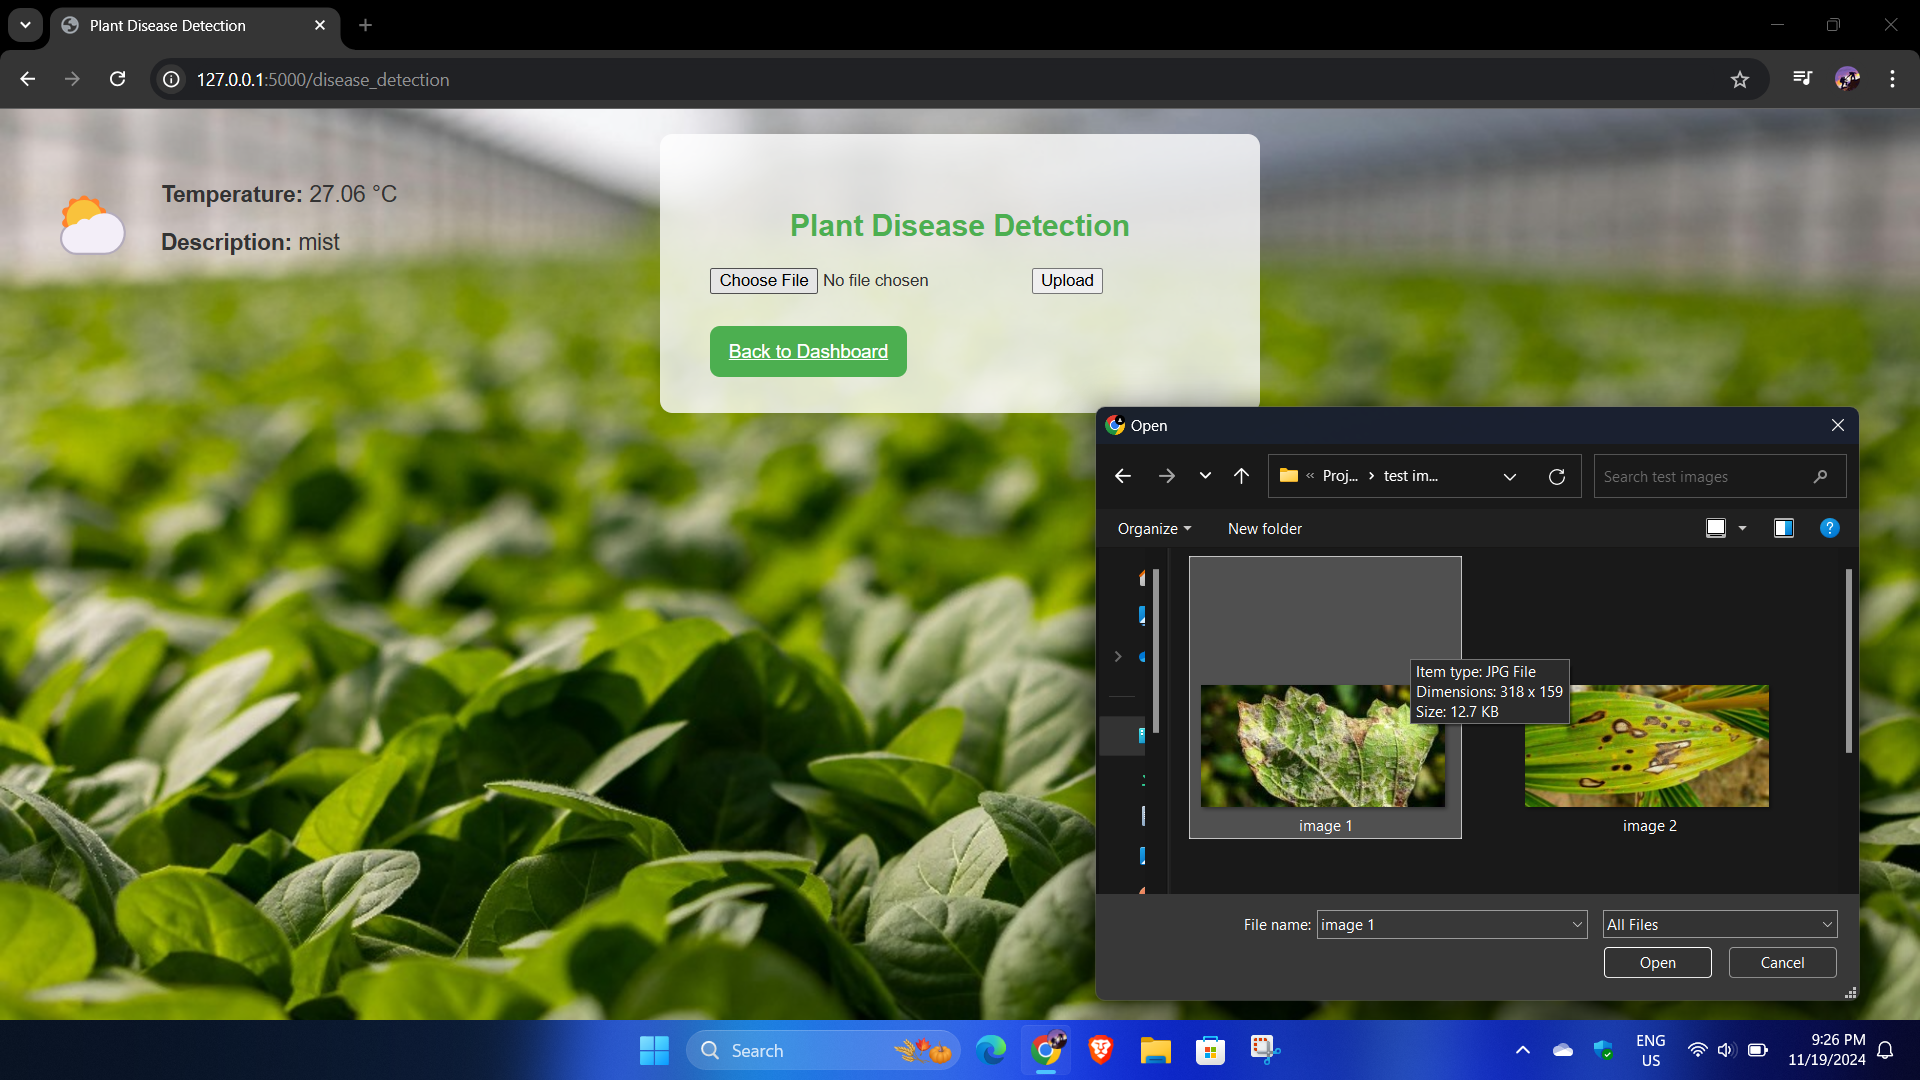 Plant Disease Detection
127.0.0.1:5000/disease_detection
Temperature: 27.06 °C
Description: mist
Plant Disease Detection
Choose File No file chosen
Upload
Back to Dashboard
Open
« Proj... > test im...
Search test images
Organize
New folder
Item type: JPG File
Dimensions: 318 x 159
Size: 12.7 KB
image 1
image 2
File name: image 1
All Files
Open
Cancel
Search
ENG
US
9:26 PM
11/19/2024